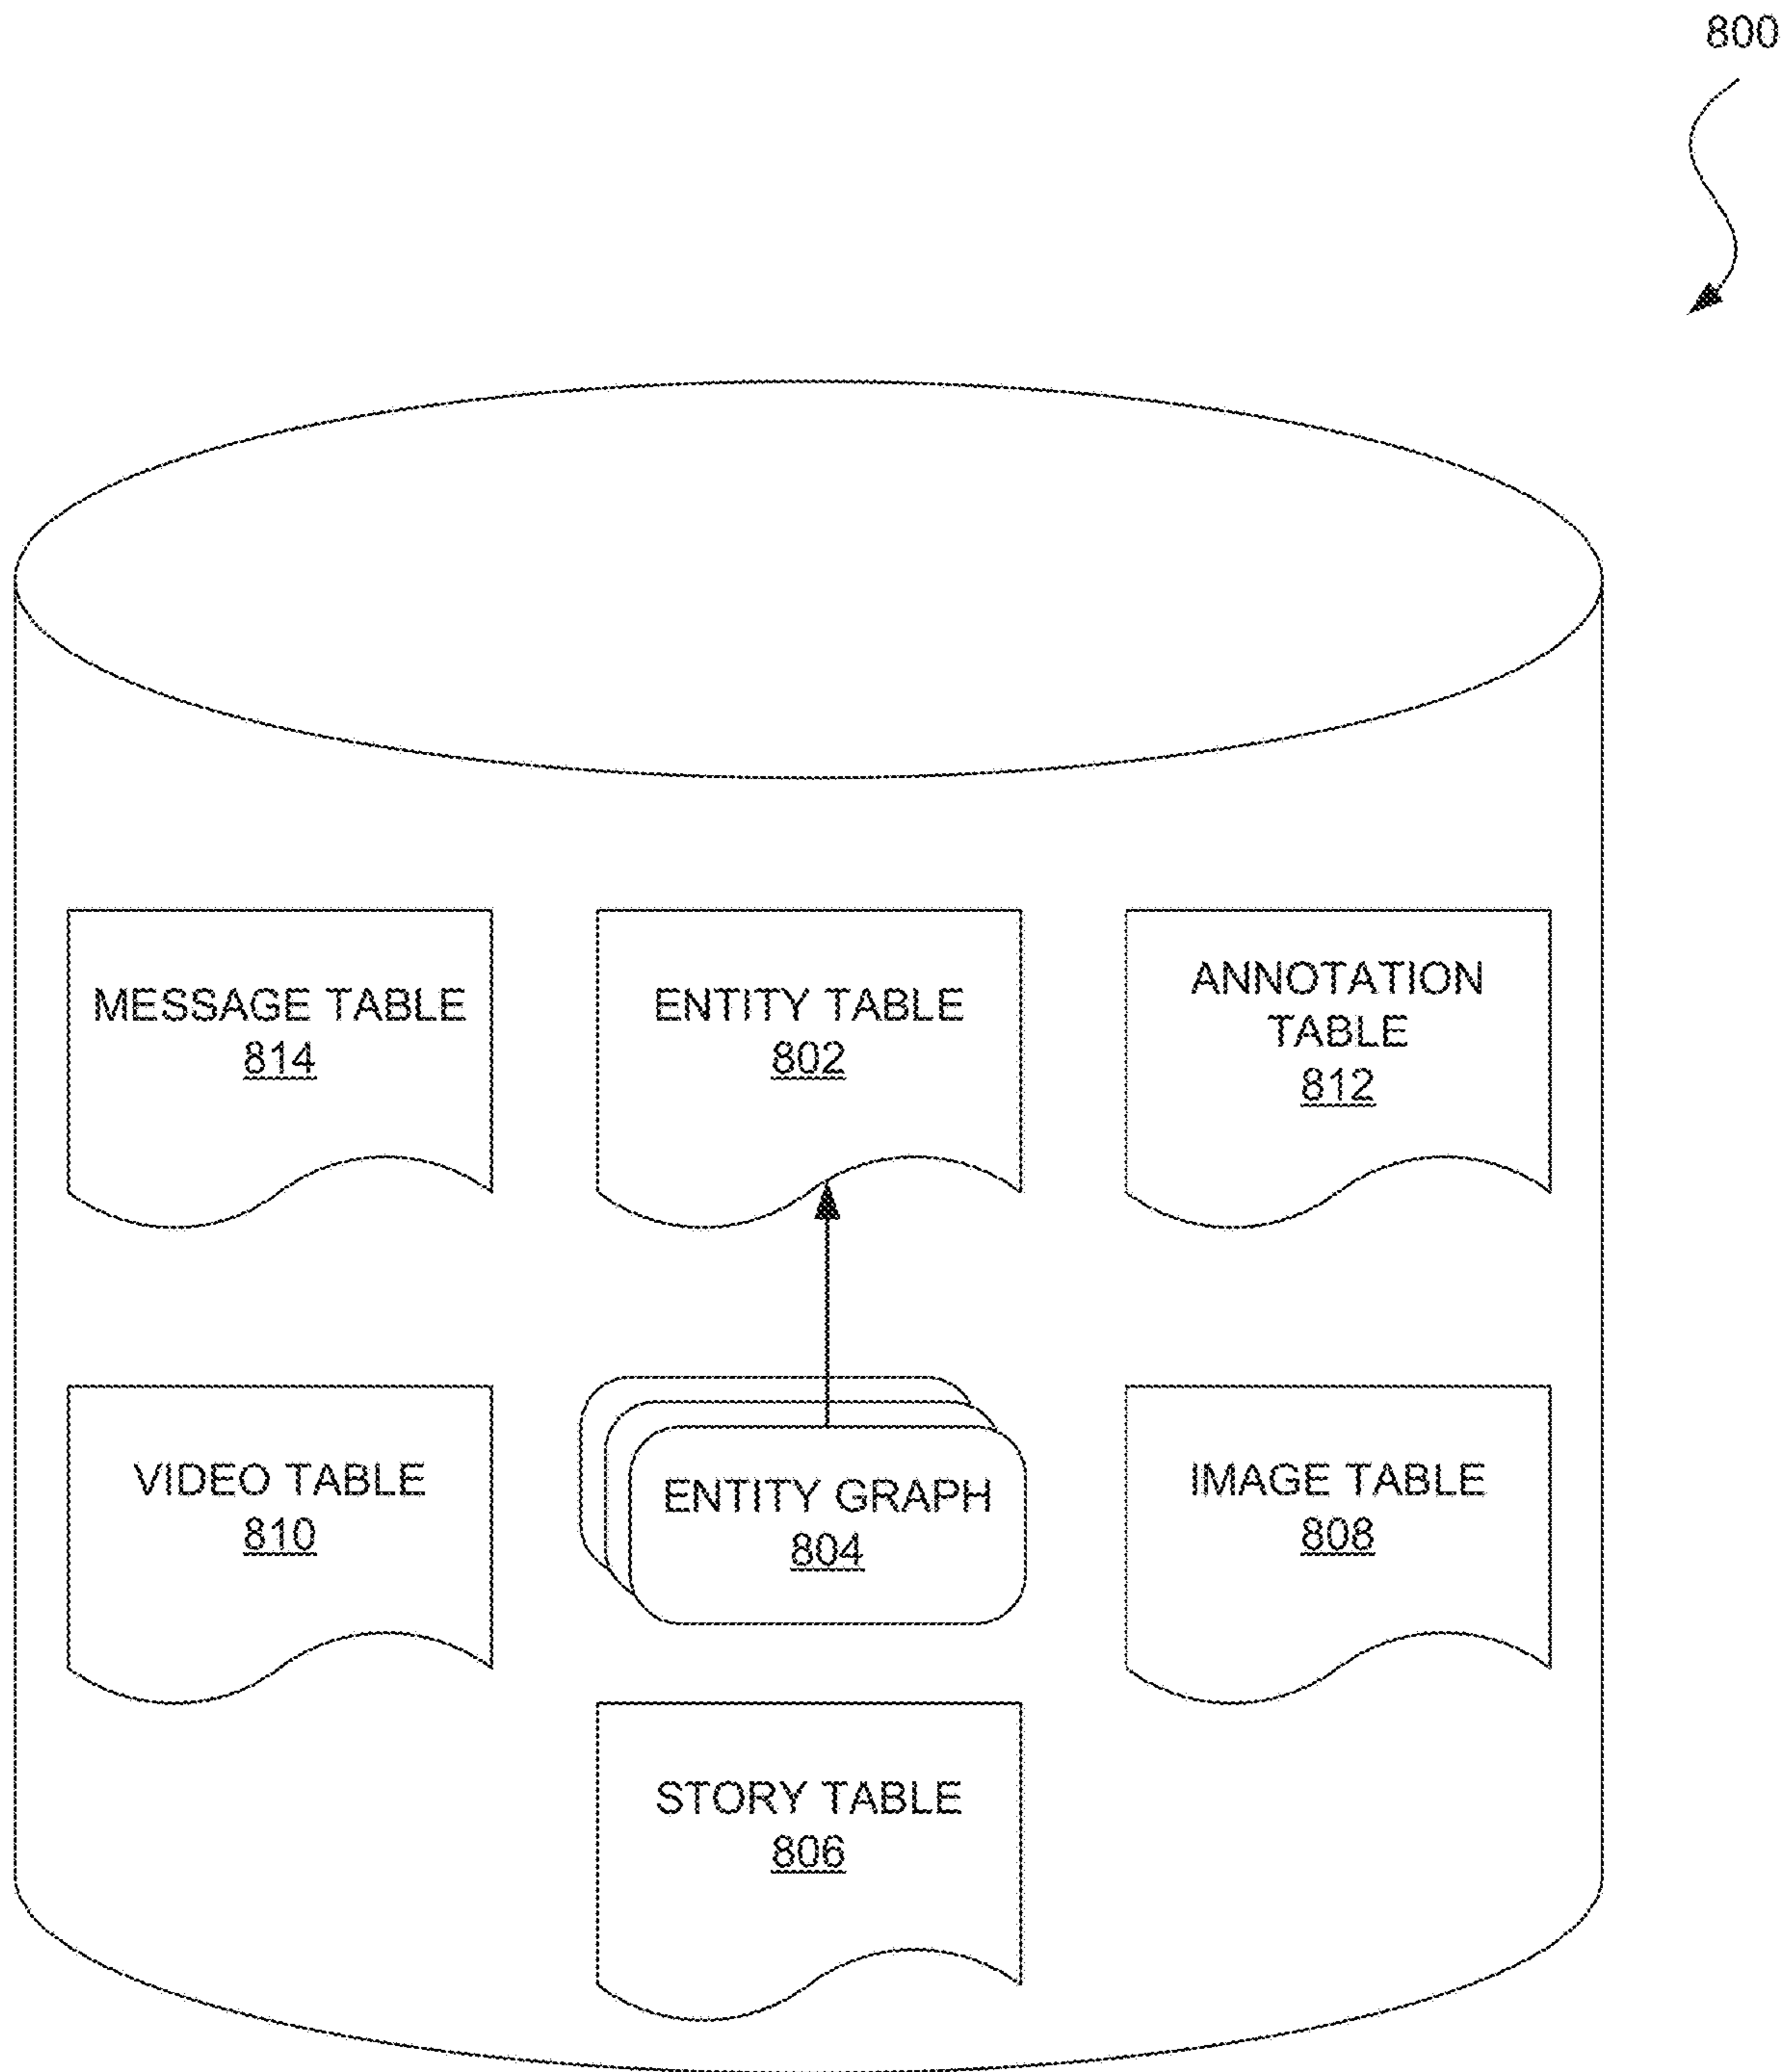 800
MESSAGE TABLE
814
ENTITY TABLE
802
ANNOTATION
TABLE
812
VIDEO TABLE
810
ENTITY GRAPH
804
IMAGE TABLE
808
STORY TABLE
806